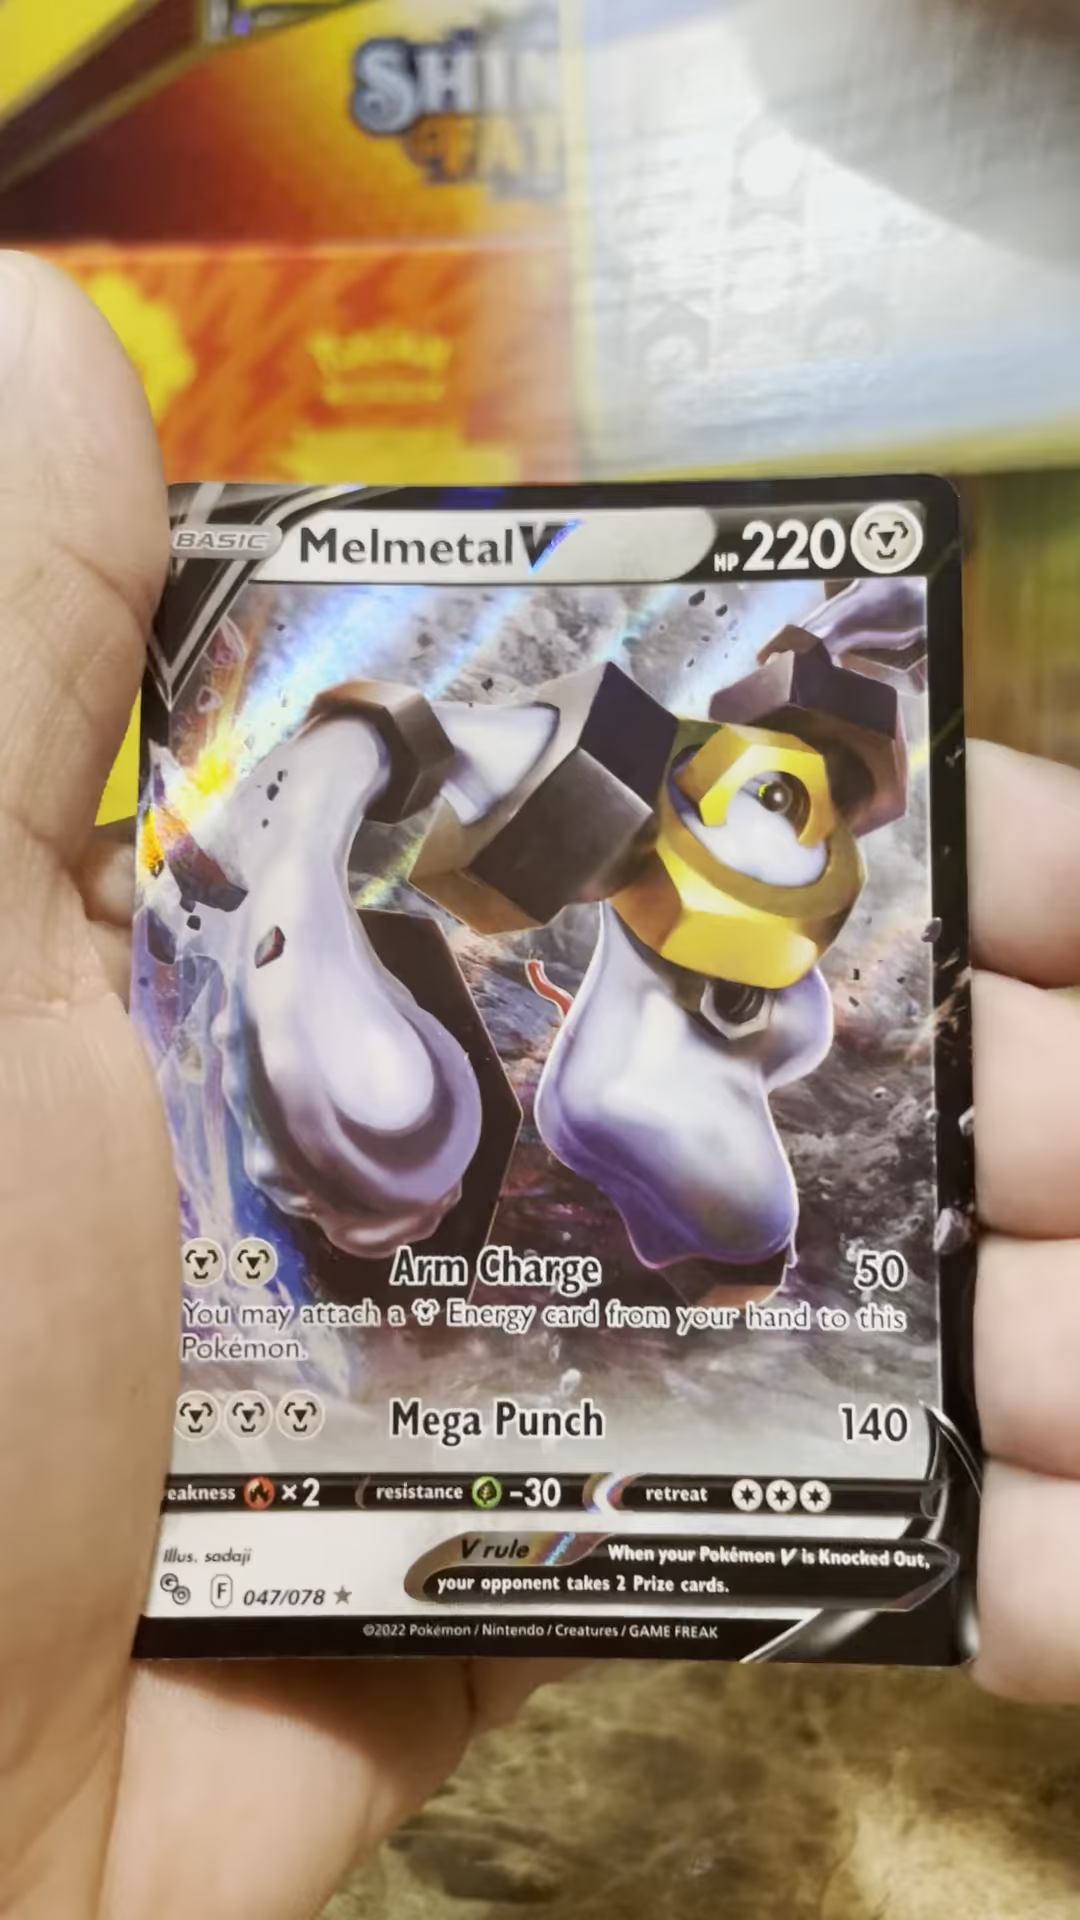 SHIN
FAT
BASIC
Melmetal V
HP 220
Arm Charge 50
You may attach a Energy card from your hand to this
Pokémon.
Mega Punch 140
eakness ×2 resistance -30 retreat
Illus. sadaji
V rule When your Pokémon V is Knocked Out,
your opponent takes 2 Prize cards.
GO F 047/078
©2022 Pokémon / Nintendo / Creatures / GAME FREAK